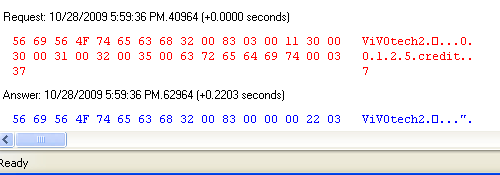 Request: 10/28/2009 5:59:36 PM.40964 (+0.0000 seconds)
56 69 56 4F 74 65 63 68 32 00 83 03 00 11 30 00 ViVOtech2.□...0.
30 00 31 00 32 00 35 00 63 72 65 64 69 74 00 03 0.1.2.5.credit..
37 7
Answer: 10/28/2009 5:59:36 PM.62964 (+0.2203 seconds)
56 69 56 4F 74 65 63 68 32 00 83 00 00 00 22 03 ViVOtech2.□...".
Ready